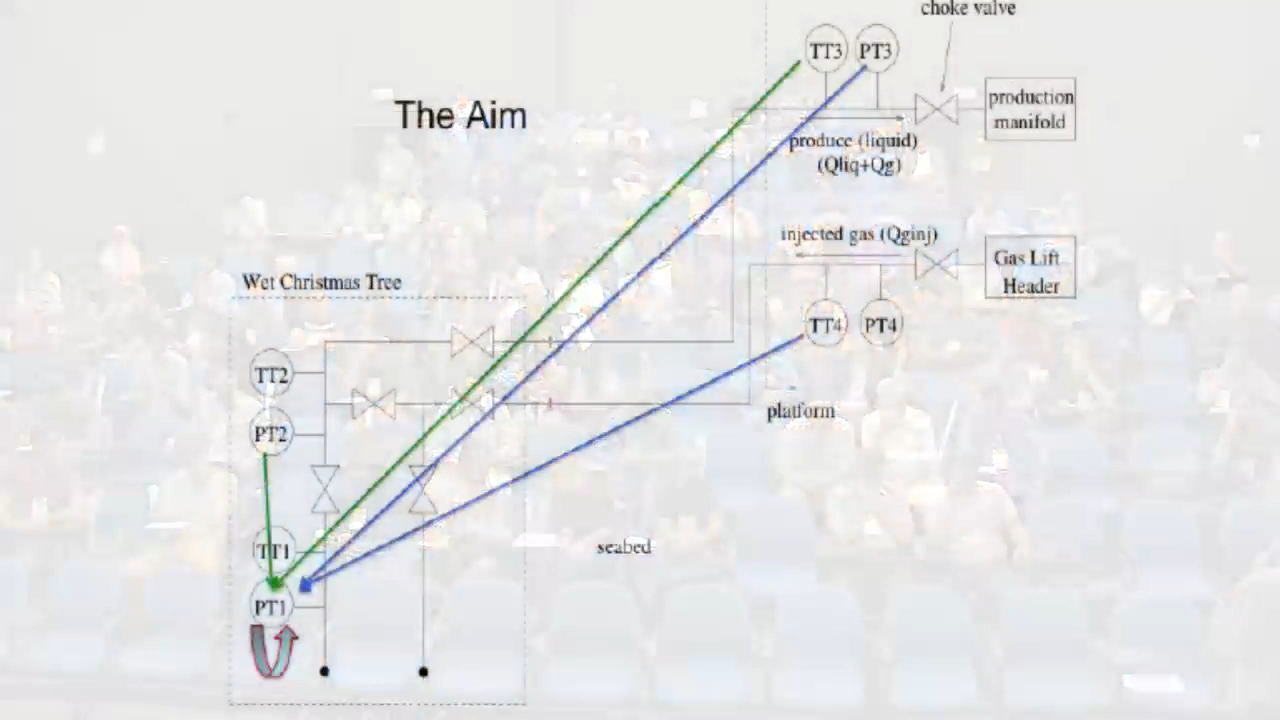 choke valve
TT3
PT3
The Aim
production
manifold
produce (liquid)
(Qliq+Qg)
injected gas (Qginj)
Gas Lift
Header
Wet Christmas Tree
TT4
PT4
TT2
PT2
platform
seabed
TT1
PT1